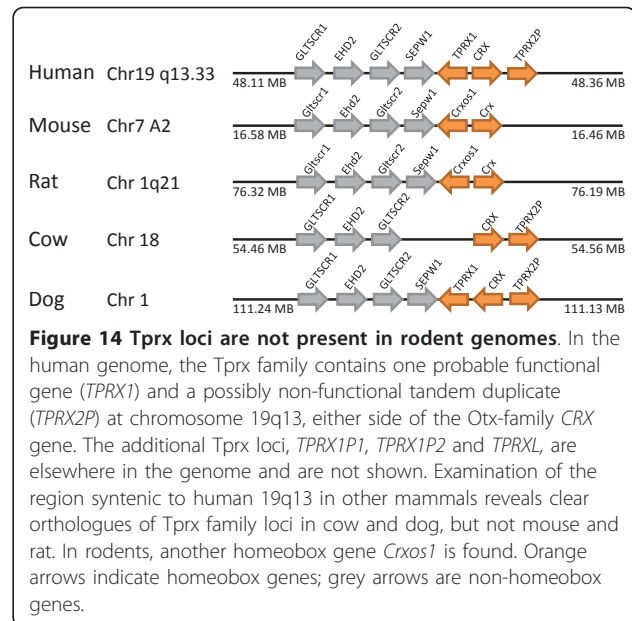 GLTSCR1 EHD2 GLTSCR2 SEPW1 TPRX1 CRX TPRX2P
Human Chr19 q13.33
48.11 MB 48.36 MB
Gltscr1 Ehd2 Gltscr2 Sepw1 Crxos1 Crx
Mouse Chr7 A2
16.58 MB 16.46 MB
Gltscr1 Ehd2 Gltscr2 Sepw1 Crxos1 Crx
Rat Chr 1q21
76.32 MB 76.19 MB
GLTSCR1 EHD2 GLTSCR2 CRX TPRX2P
Cow Chr 18
54.46 MB 54.56 MB
GLTSCR1 EHD2 GLTSCR2 SEPW1 TPRX1 CRX TPRX2P
Dog Chr 1
111.24 MB 111.13 MB
Figure 14 Tprx loci are not present in rodent genomes. In the
human genome, the Tprx family contains one probable functional
gene (TPRX1) and a possibly non-functional tandem duplicate
(TPRX2P) at chromosome 19q13, either side of the Otx-family CRX
gene. The additional Tprx loci, TPRX1P1, TPRX1P2 and TPRXL, are
elsewhere in the genome and are not shown. Examination of the
region syntenic to human 19q13 in other mammals reveals clear
orthologues of Tprx family loci in cow and dog, but not mouse and
rat. In rodents, another homeobox gene Crxos1 is found. Orange
arrows indicate homeobox genes; grey arrows are non-homeobox
genes.